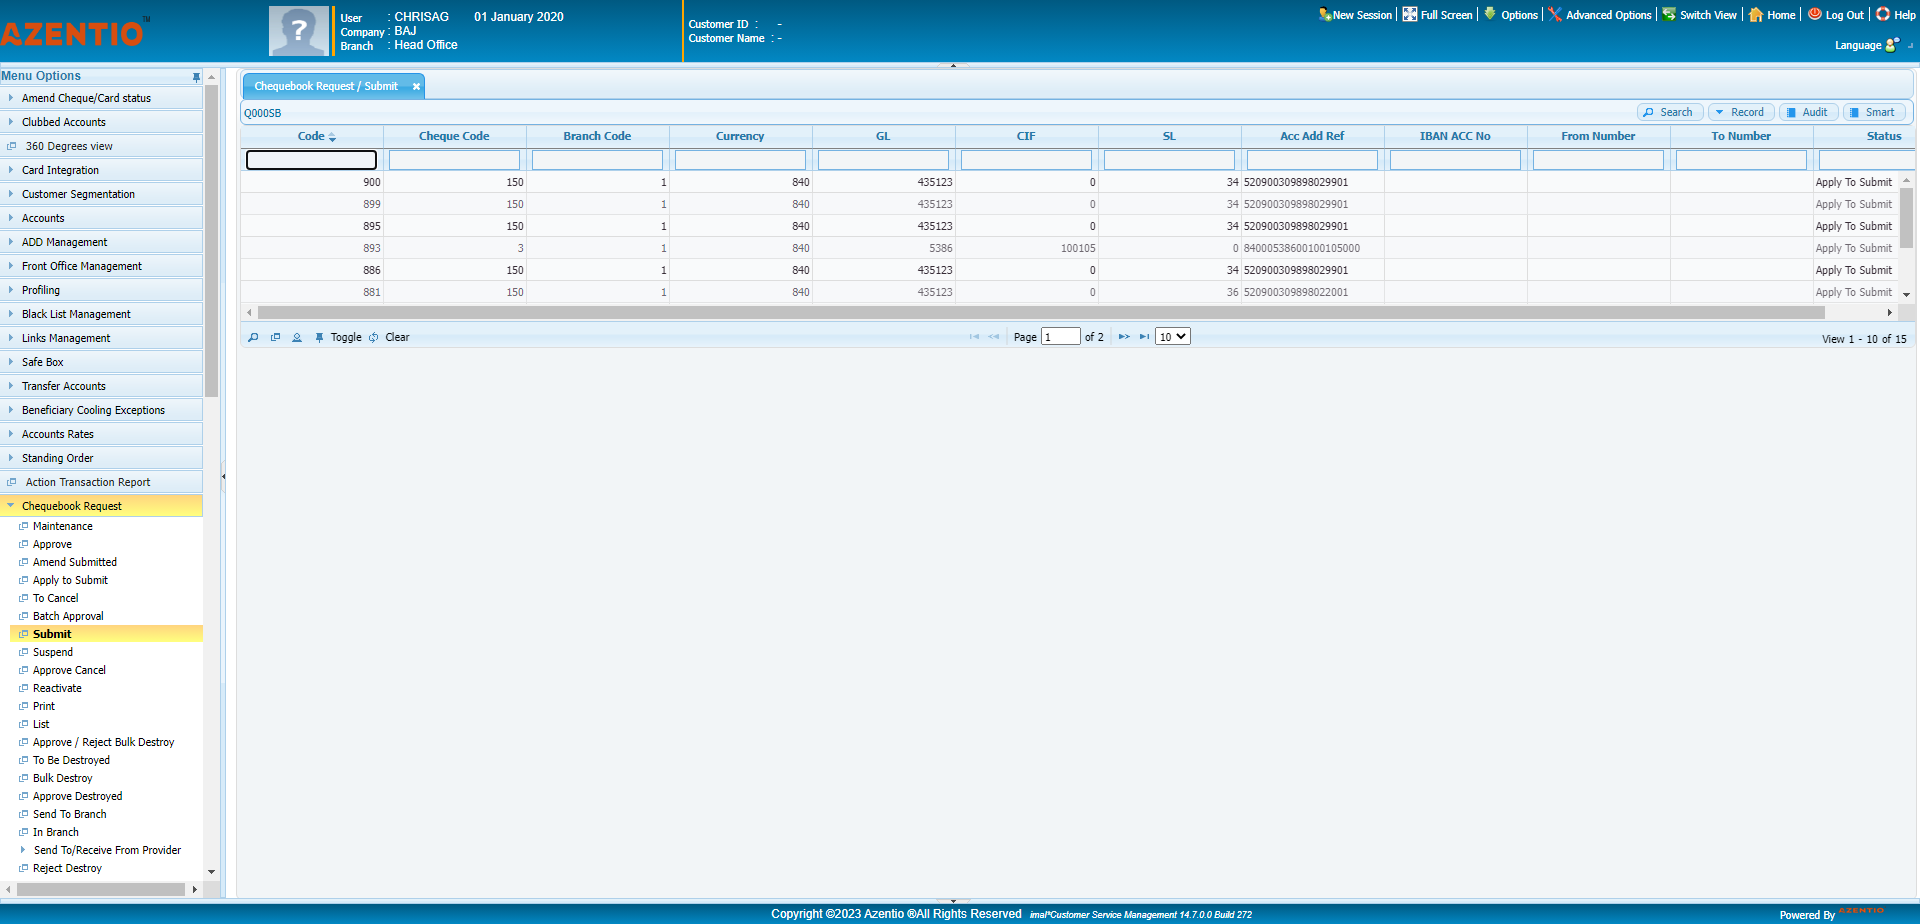 AZENTIO™
User : CHRISAG 01 January 2020
Company : BAJ
Branch : Head Office
Customer ID : -
Customer Name : -
New Session Full Screen Options Advanced Options Switch View Home Log Out Help
Language
Menu Options
Amend Cheque/Card status
Clubbed Accounts
360 Degrees view
Card Integration
Customer Segmentation
Accounts
ADD Management
Front Office Management
Profiling
Black List Management
Links Management
Safe Box
Transfer Accounts
Beneficiary Cooling Exceptions
Accounts Rates
Standing Order
Action Transaction Report
Chequebook Request
Maintenance
Approve
Amend Submitted
Apply to Submit
To Cancel
Batch Approval
Submit
Suspend
Approve Cancel
Reactivate
Print
List
Approve / Reject Bulk Destroy
To Be Destroyed
Bulk Destroy
Approve Destroyed
Send To Branch
In Branch
Send To/Receive From Provider
Reject Destroy
Chequebook Request / Submit
Q000SB
Search Record Audit Smart
Code Cheque Code Branch Code Currency GL CIF SL Acc Add Ref IBAN ACC No From Number To Number Status
900 150 1 840 435123 0 34 520900309898029901 Apply To Submit
899 150 1 840 435123 0 34 520900309898029901 Apply To Submit
895 150 1 840 435123 0 34 520900309898029901 Apply To Submit
893 3 1 840 5386 100105 0 84000538600100105000 Apply To Submit
886 150 1 840 435123 0 34 520900309898029901 Apply To Submit
881 150 1 840 435123 0 36 520900309898022001 Apply To Submit
Toggle Clear
Page 1 of 2 10
View 1 - 10 of 15
Copyright ©2023 Azentio ®All Rights Reserved imal*Customer Service Management 14.7.0.0 Build 272
Powered By AZENTIO